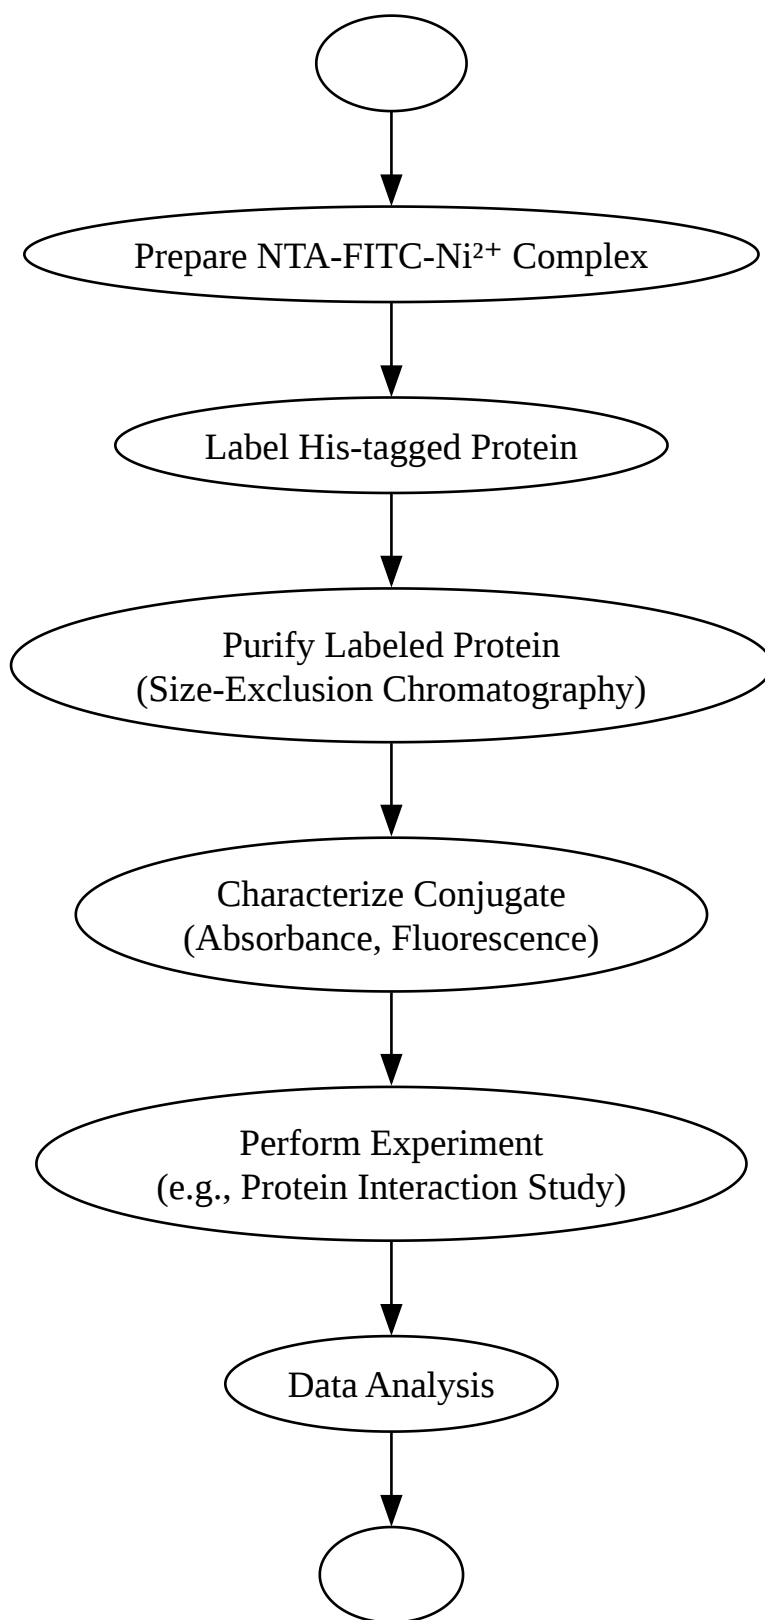 Prepare NTA-FITC-Ni²⁺ Complex
Label His-tagged Protein
Purify Labeled Protein
(Size-Exclusion Chromatography)
Characterize Conjugate
(Absorbance, Fluorescence)
Perform Experiment
(e.g., Protein Interaction Study)
Data Analysis